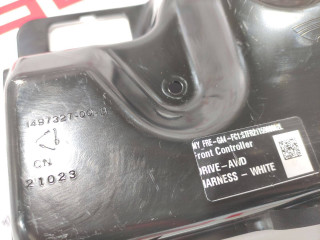 1497327-00
CN
21023
Front Controller
DRIVE-AWD
HARNESS - WHITE